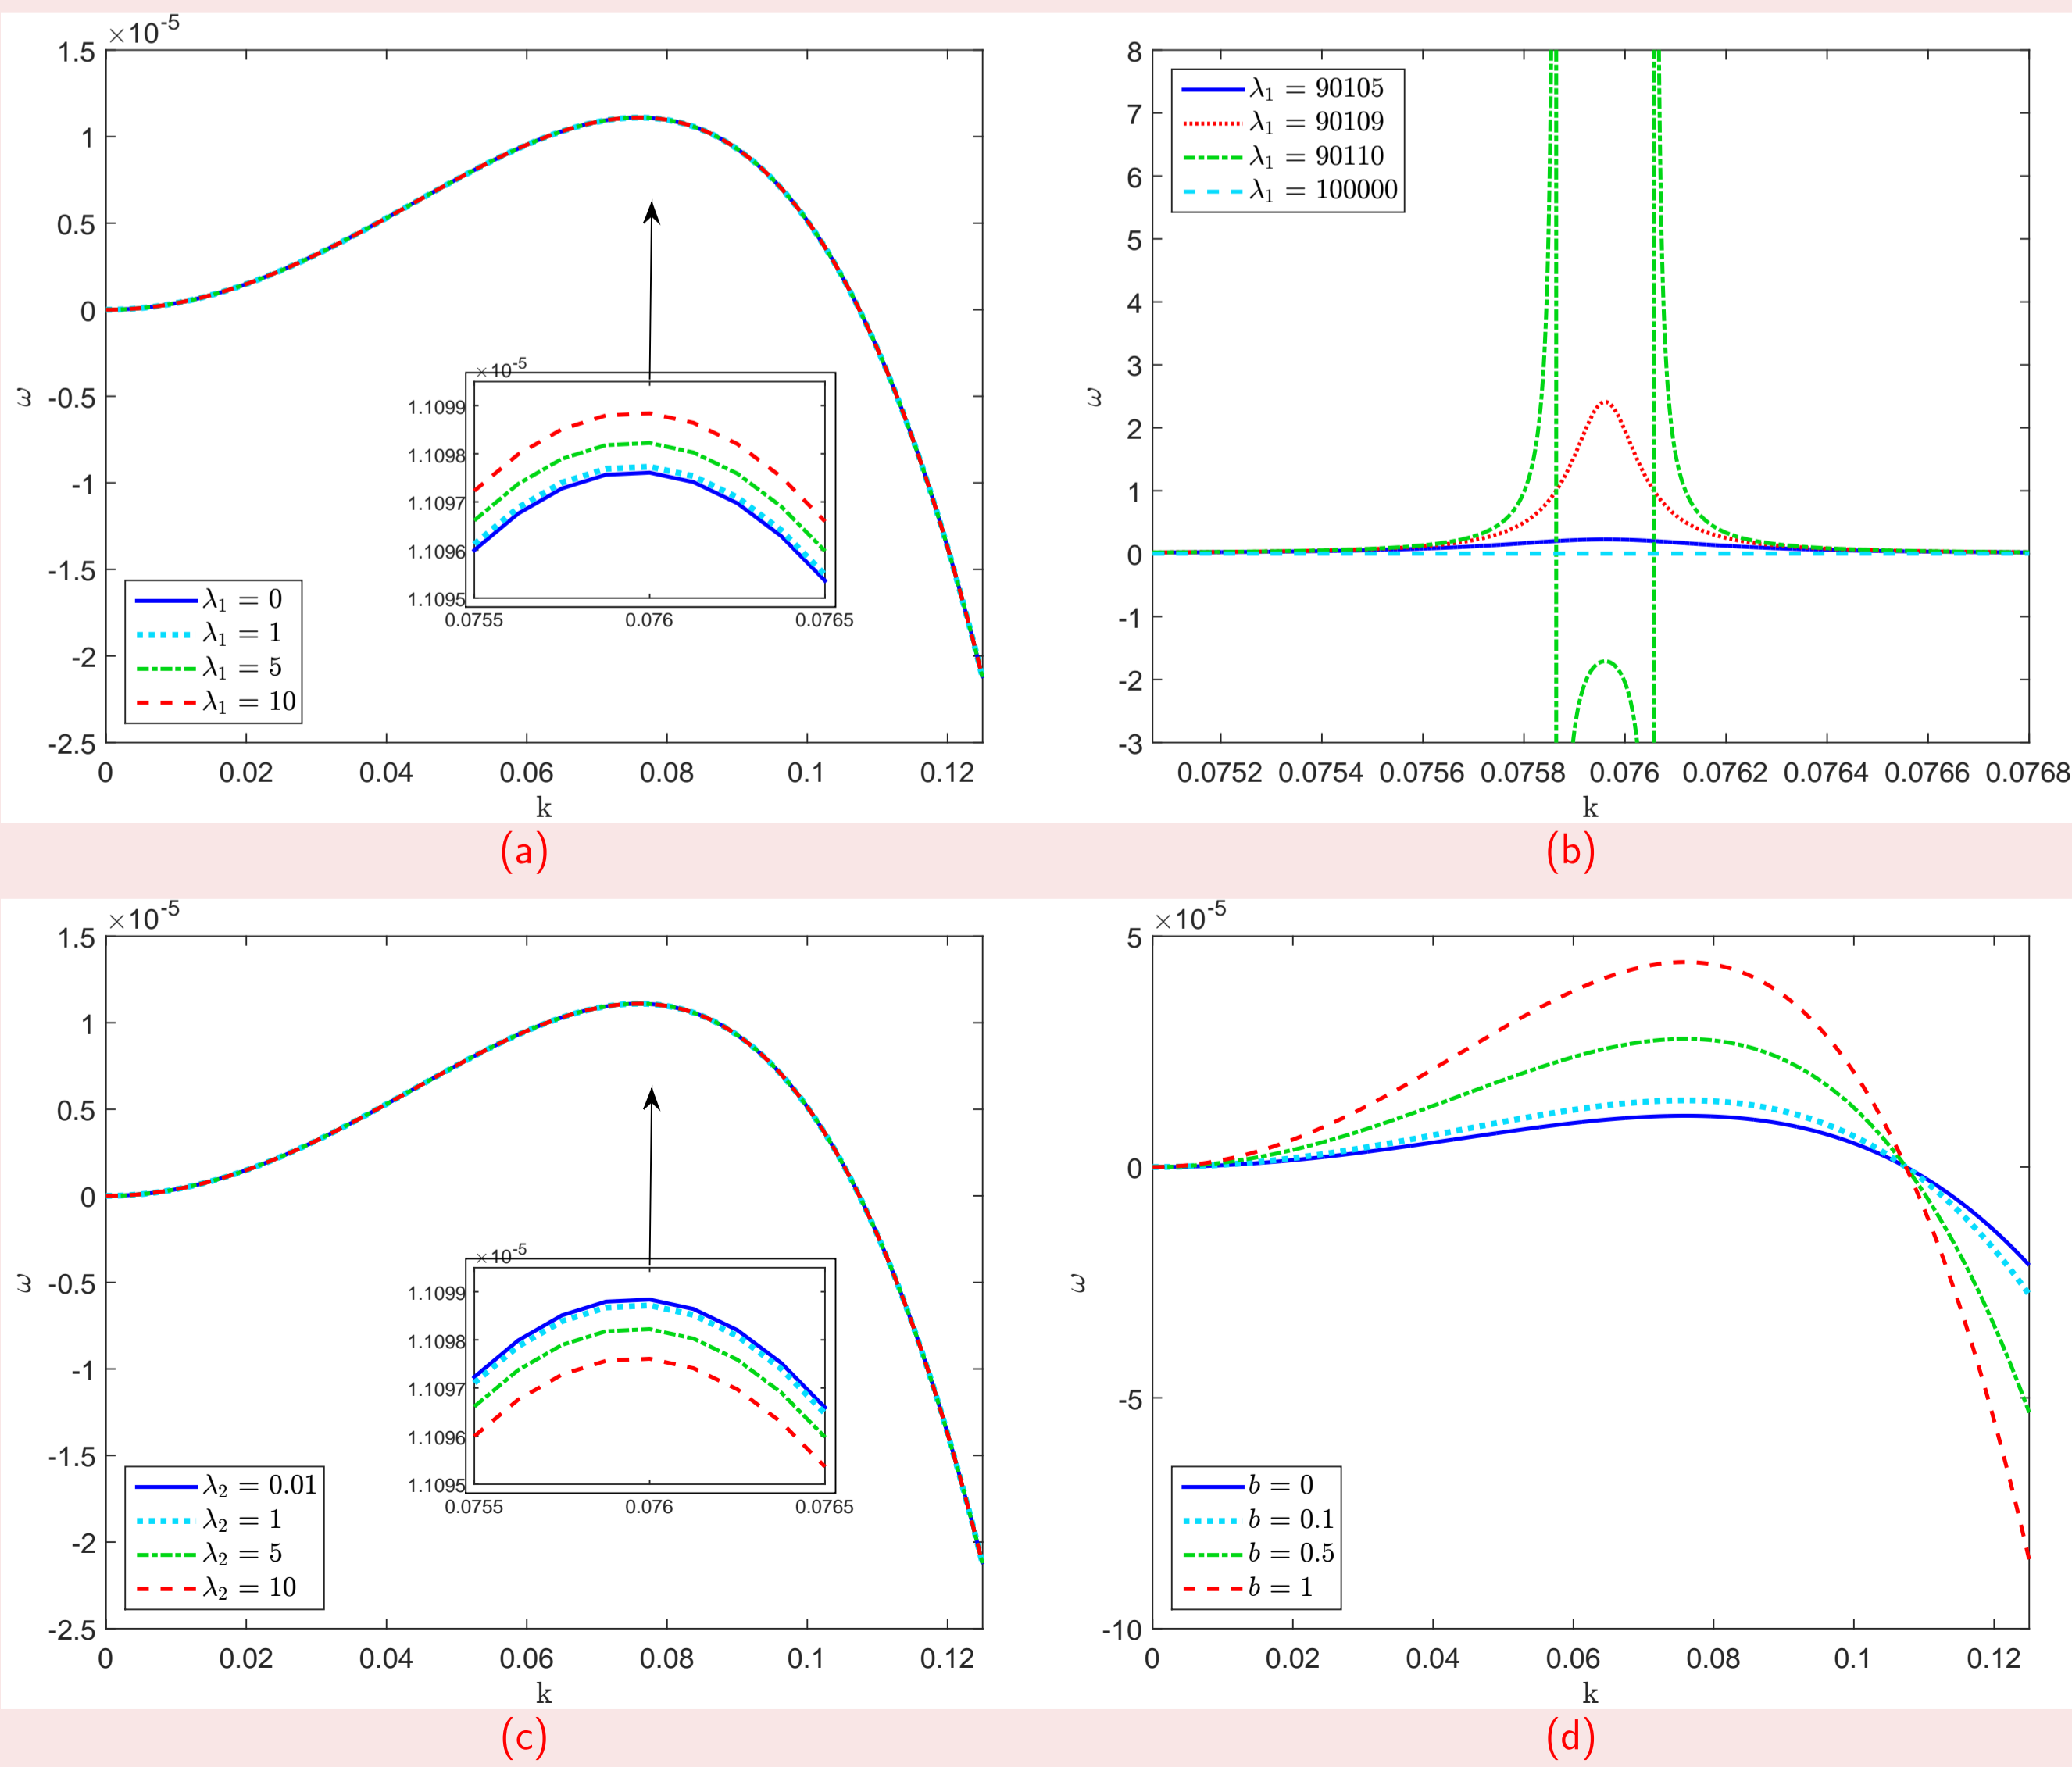 ×10⁻⁵
1.5
1
0.5
0
-0.5
-1
-1.5
-2
-2.5
ω
0 0.02 0.04 0.06 0.08 0.1 0.12
k
λ₁ = 0
λ₁ = 1
λ₁ = 5
λ₁ = 10
×10⁻⁵
1.1099
1.1098
1.1097
1.1096
1.1095
0.0755 0.076 0.0765
(a)
8
7
6
5
4
3
2
1
0
-1
-2
-3
ω
0.0752 0.0754 0.0756 0.0758 0.076 0.0762 0.0764 0.0766 0.0768
k
λ₁ = 90105
λ₁ = 90109
λ₁ = 90110
λ₁ = 100000
(b)
×10⁻⁵
1.5
1
0.5
0
-0.5
-1
-1.5
-2
-2.5
ω
0 0.02 0.04 0.06 0.08 0.1 0.12
k
λ₂ = 0.01
λ₂ = 1
λ₂ = 5
λ₂ = 10
×10⁻⁵
1.1099
1.1098
1.1097
1.1096
1.1095
0.0755 0.076 0.0765
(c)
×10⁻⁵
5
0
-5
-10
ω
0 0.02 0.04 0.06 0.08 0.1 0.12
k
b = 0
b = 0.1
b = 0.5
b = 1
(d)